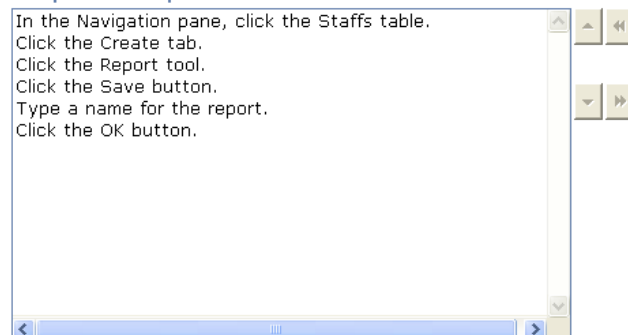 In the Navigation pane, click the Staffs table.
Click the Create tab.
Click the Report tool.
Click the Save button.
Type a name for the report.
Click the OK button.